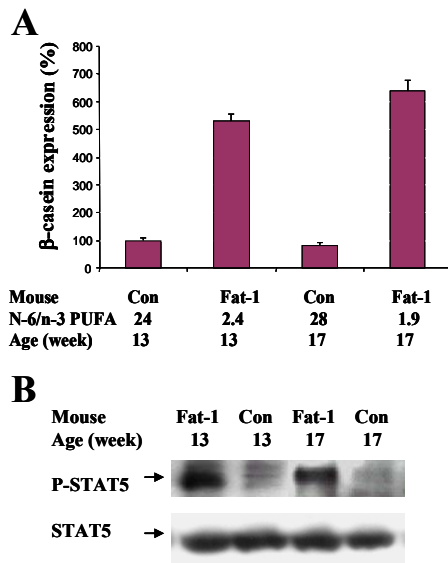 A
β-casein expression (%)
800
700
600
500
400
300
200
100
0
Mouse Con Fat-1 Con Fat-1
N-6/n-3 PUFA 24 2.4 28 1.9
Age (week) 13 13 17 17
B
Mouse Fat-1 Con Fat-1 Con
Age (week) 13 13 17 17
P-STAT5
STAT5